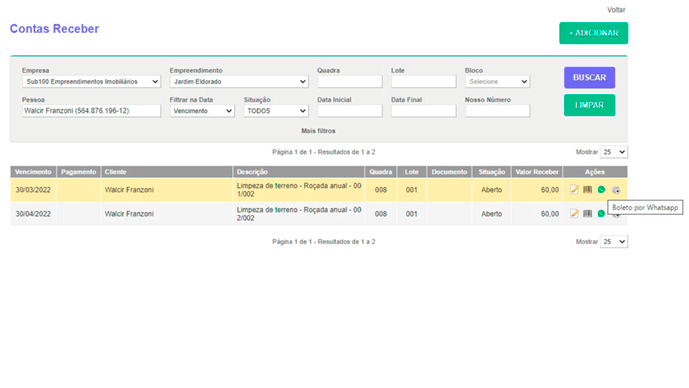 Voltar
Contas Receber
+ ADICIONAR
Empresa Empreendimento Quadra Lote Bloco
Sub100 Empreendimentos Imobiliários Jardim Eldorado Selecione
BUSCAR
Pessoa Filtrar na Data Situação Data Inicial Data Final Nosso Número
Walcir Franzoni (564.876.196-12) Vencimento TODOS
LIMPAR
Mais filtros
Página 1 de 1 - Resultados de 1 a 2 Mostrar 25
Vencimento Pagamento Cliente Descrição Quadra Lote Documento Situação Valor Receber Ações
30/03/2022 Walcir Franzoni Limpeza de terreno - Roçada anual - 00 008 001 Aberto 60,00
1/002
Boleto por Whatsapp
30/04/2022 Walcir Franzoni Limpeza de terreno - Roçada anual - 00 008 001 Aberto 60,00
2/002
Página 1 de 1 - Resultados de 1 a 2 Mostrar 25